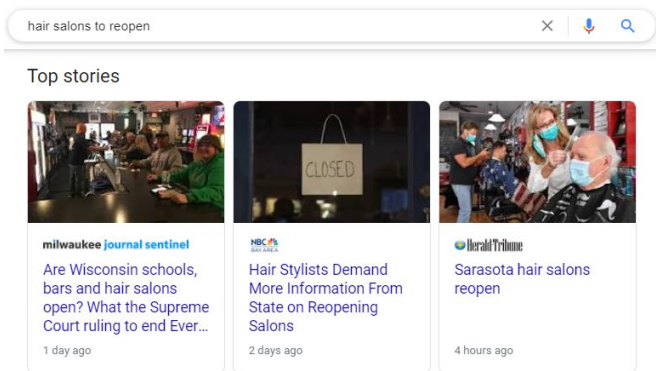 hair salons to reopen
Top stories
CLOSED
milwaukee journal sentinel
Are Wisconsin schools,
bars and hair salons
open? What the Supreme
Court ruling to end Ever...
1 day ago
NBC
BAY AREA
Hair Stylists Demand
More Information From
State on Reopening
Salons
2 days ago
Herald-Tribune
Sarasota hair salons
reopen
4 hours ago